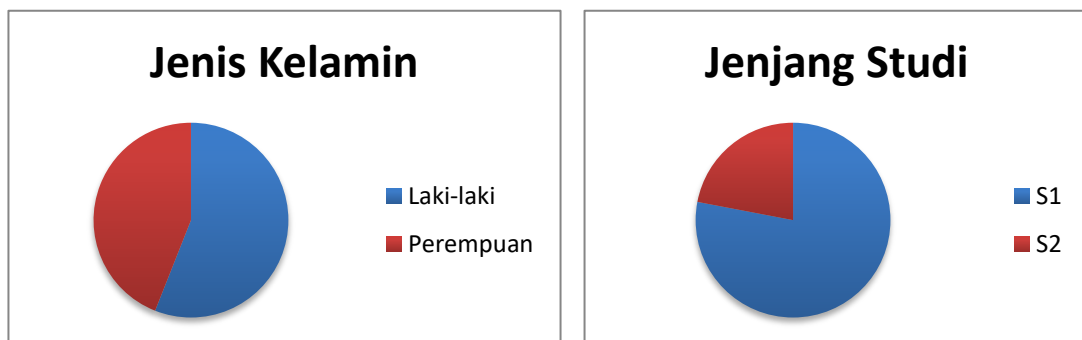 Jenis Kelamin
Laki-laki
Perempuan
Jenjang Studi
S1
S2